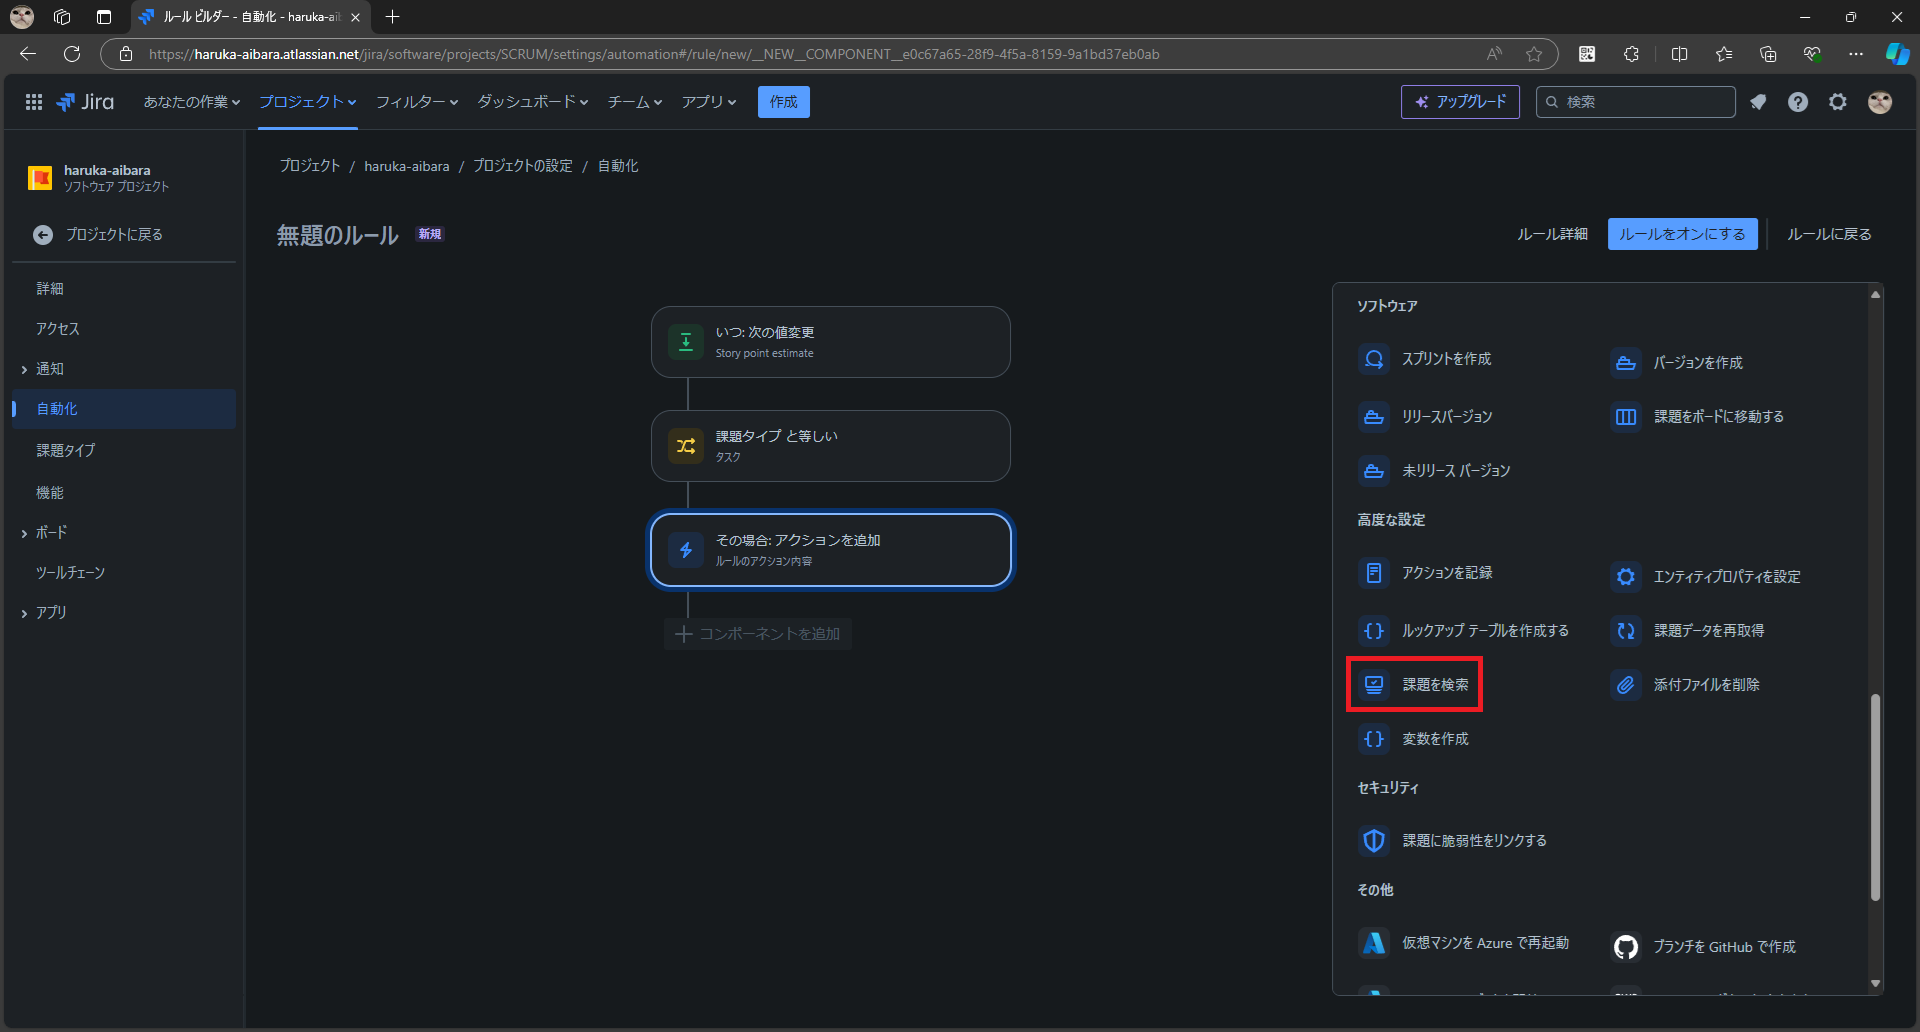 ルール ビルダー - 自動化 - haruka-ai
https://haruka-aibara.atlassian.net/jira/software/projects/SCRUM/settings/automation#/rule/new/__NEW__COMPONENT__e0c67a65-28f9-4f5a-8159-9a1bd37eb0ab
Jira あなたの作業 プロジェクト フィルター ダッシュボード チーム アプリ 作成 アップグレード 検索
haruka-aibara
ソフトウェア プロジェクト
プロジェクトに戻る
詳細
アクセス
通知
自動化
課題タイプ
機能
ボード
ツールチェーン
アプリ
プロジェクト / haruka-aibara / プロジェクトの設定 / 自動化
無題のルール 新規
ルール詳細 ルールをオンにする ルールに戻る
いつ: 次の値変更
Story point estimate
課題タイプ と等しい
タスク
その場合: アクションを追加
ルールのアクション内容
コンポーネントを追加
ソフトウェア
スプリントを作成 バージョンを作成
リリースバージョン 課題をボードに移動する
未リリース バージョン
高度な設定
アクションを記録 エンティティプロパティを設定
ルックアップ テーブルを作成する 課題データを再取得
課題を検索 添付ファイルを削除
変数を作成
セキュリティ
課題に脆弱性をリンクする
その他
仮想マシンを Azure で再起動 ブランチを GitHub で作成